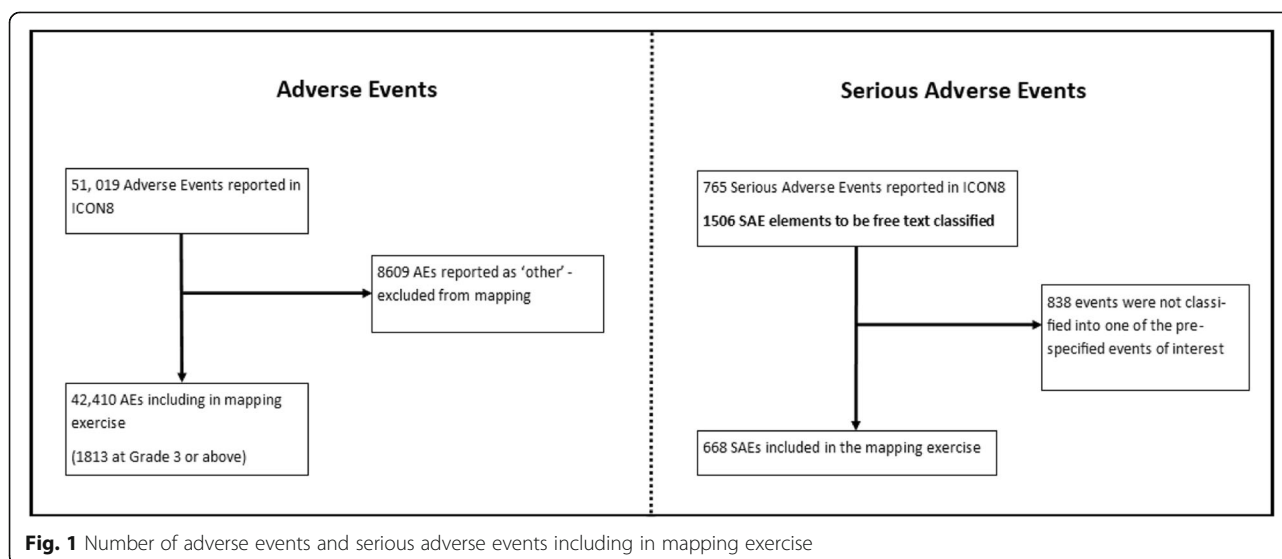 Adverse Events
51, 019 Adverse Events reported in
ICON8
8609 AEs reported as ‘other’ -
excluded from mapping
42,410 AEs including in mapping
exercise
(1813 at Grade 3 or above)
Serious Adverse Events
765 Serious Adverse Events reported in ICON8
1506 SAE elements to be free text classified
838 events were not classi-
fied into one of the pre-
specified events of interest
668 SAEs included in the mapping exercise
Fig. 1 Number of adverse events and serious adverse events including in mapping exercise